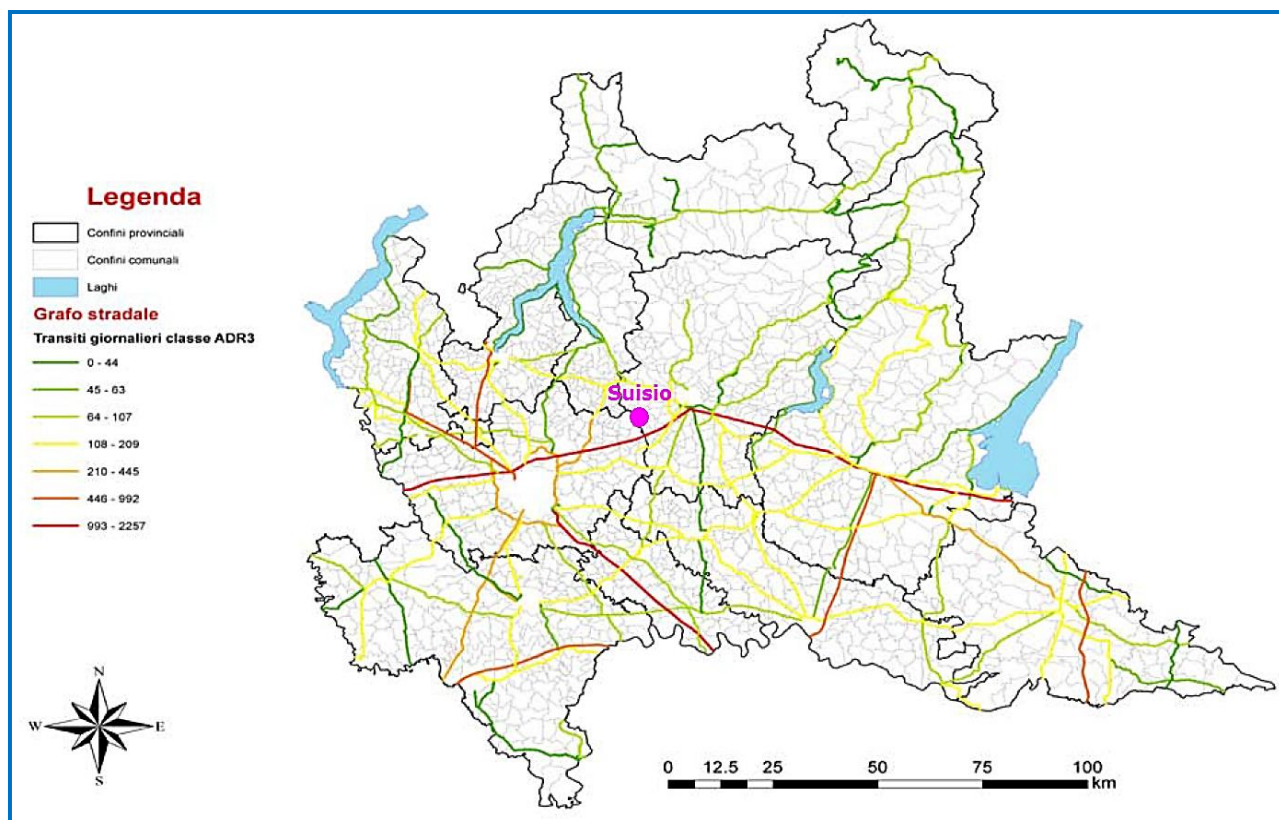 Legenda
Confini provinciali
Confini comunali
Laghi
Grafo stradale
Transiti giornalieri classe ADR3
0 - 44
45 - 63
64 - 107
108 - 209
210 - 445
446 - 992
993 - 2257
Suisio
N
W E
S
0 12.5 25 50 75 100
km